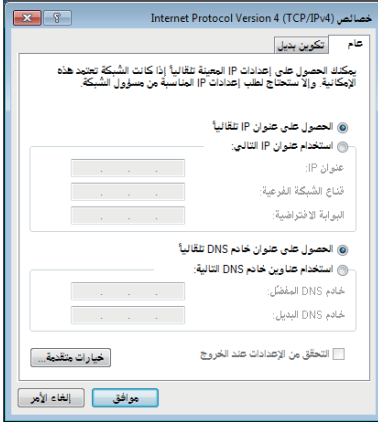 خصائص Internet Protocol Version 4 (TCP/IPv4)
عام
تكوين بديل
يمكنك الحصول على إعدادات IP المعينة تلقائياً إذا كانت الشبكة تعتمد هذه
الإمكانية. وإلا ستحتاج لطلب إعدادات IP المناسبة من مسؤول الشبكة.
الحصول على عنوان IP تلقائياً
استخدام عنوان IP التالي:
عنوان IP:
قناع الشبكة الفرعية:
البوابة الافتراضية:
الحصول على عنوان خادم DNS تلقائياً
استخدام عناوين خادم DNS التالية:
خادم DNS المفضّل:
خادم DNS البديل:
التحقق من الإعدادات عند الخروج
خيارات متقدمة...
موافق
إلغاء الأمر